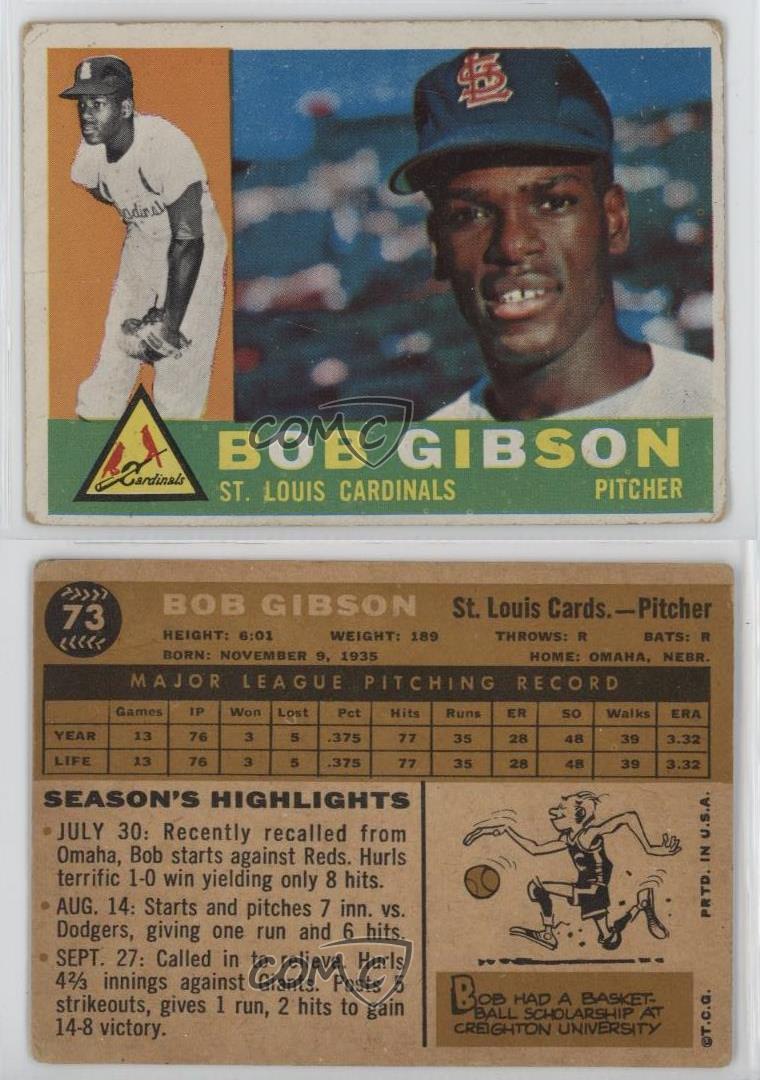 StL
Cardinals
Cardinals
COMC
BOB GIBSON
ST. LOUIS CARDINALS PITCHER
73
BOB GIBSON St. Louis Cards.—Pitcher
HEIGHT: 6:01 WEIGHT: 189 THROWS: R BATS: R
BORN: NOVEMBER 9, 1935 HOME: OMAHA, NEBR.
MAJOR LEAGUE PITCHING RECORD
Games IP Won Lost Pct Hits Runs ER SO Walks ERA
YEAR 13 76 3 5 .375 77 35 28 48 39 3.32
LIFE 13 76 3 5 .375 77 35 28 48 39 3.32
SEASON'S HIGHLIGHTS
• JULY 30: Recently recalled from
Omaha, Bob starts against Reds. Hurls
terrific 1-0 win yielding only 8 hits.
• AUG. 14: Starts and pitches 7 inn. vs.
Dodgers, giving one run and 6 hits.
• SEPT. 27: Called in to relieve. Hurls
4⅔ innings against Giants. Posts 5
strikeouts, gives 1 run, 2 hits to gain
14-8 victory.
COMC
BOB HAD A BASKET-
BALL SCHOLARSHIP AT
CREIGHTON UNIVERSITY
©T.C.G. PRTD. IN U.S.A.